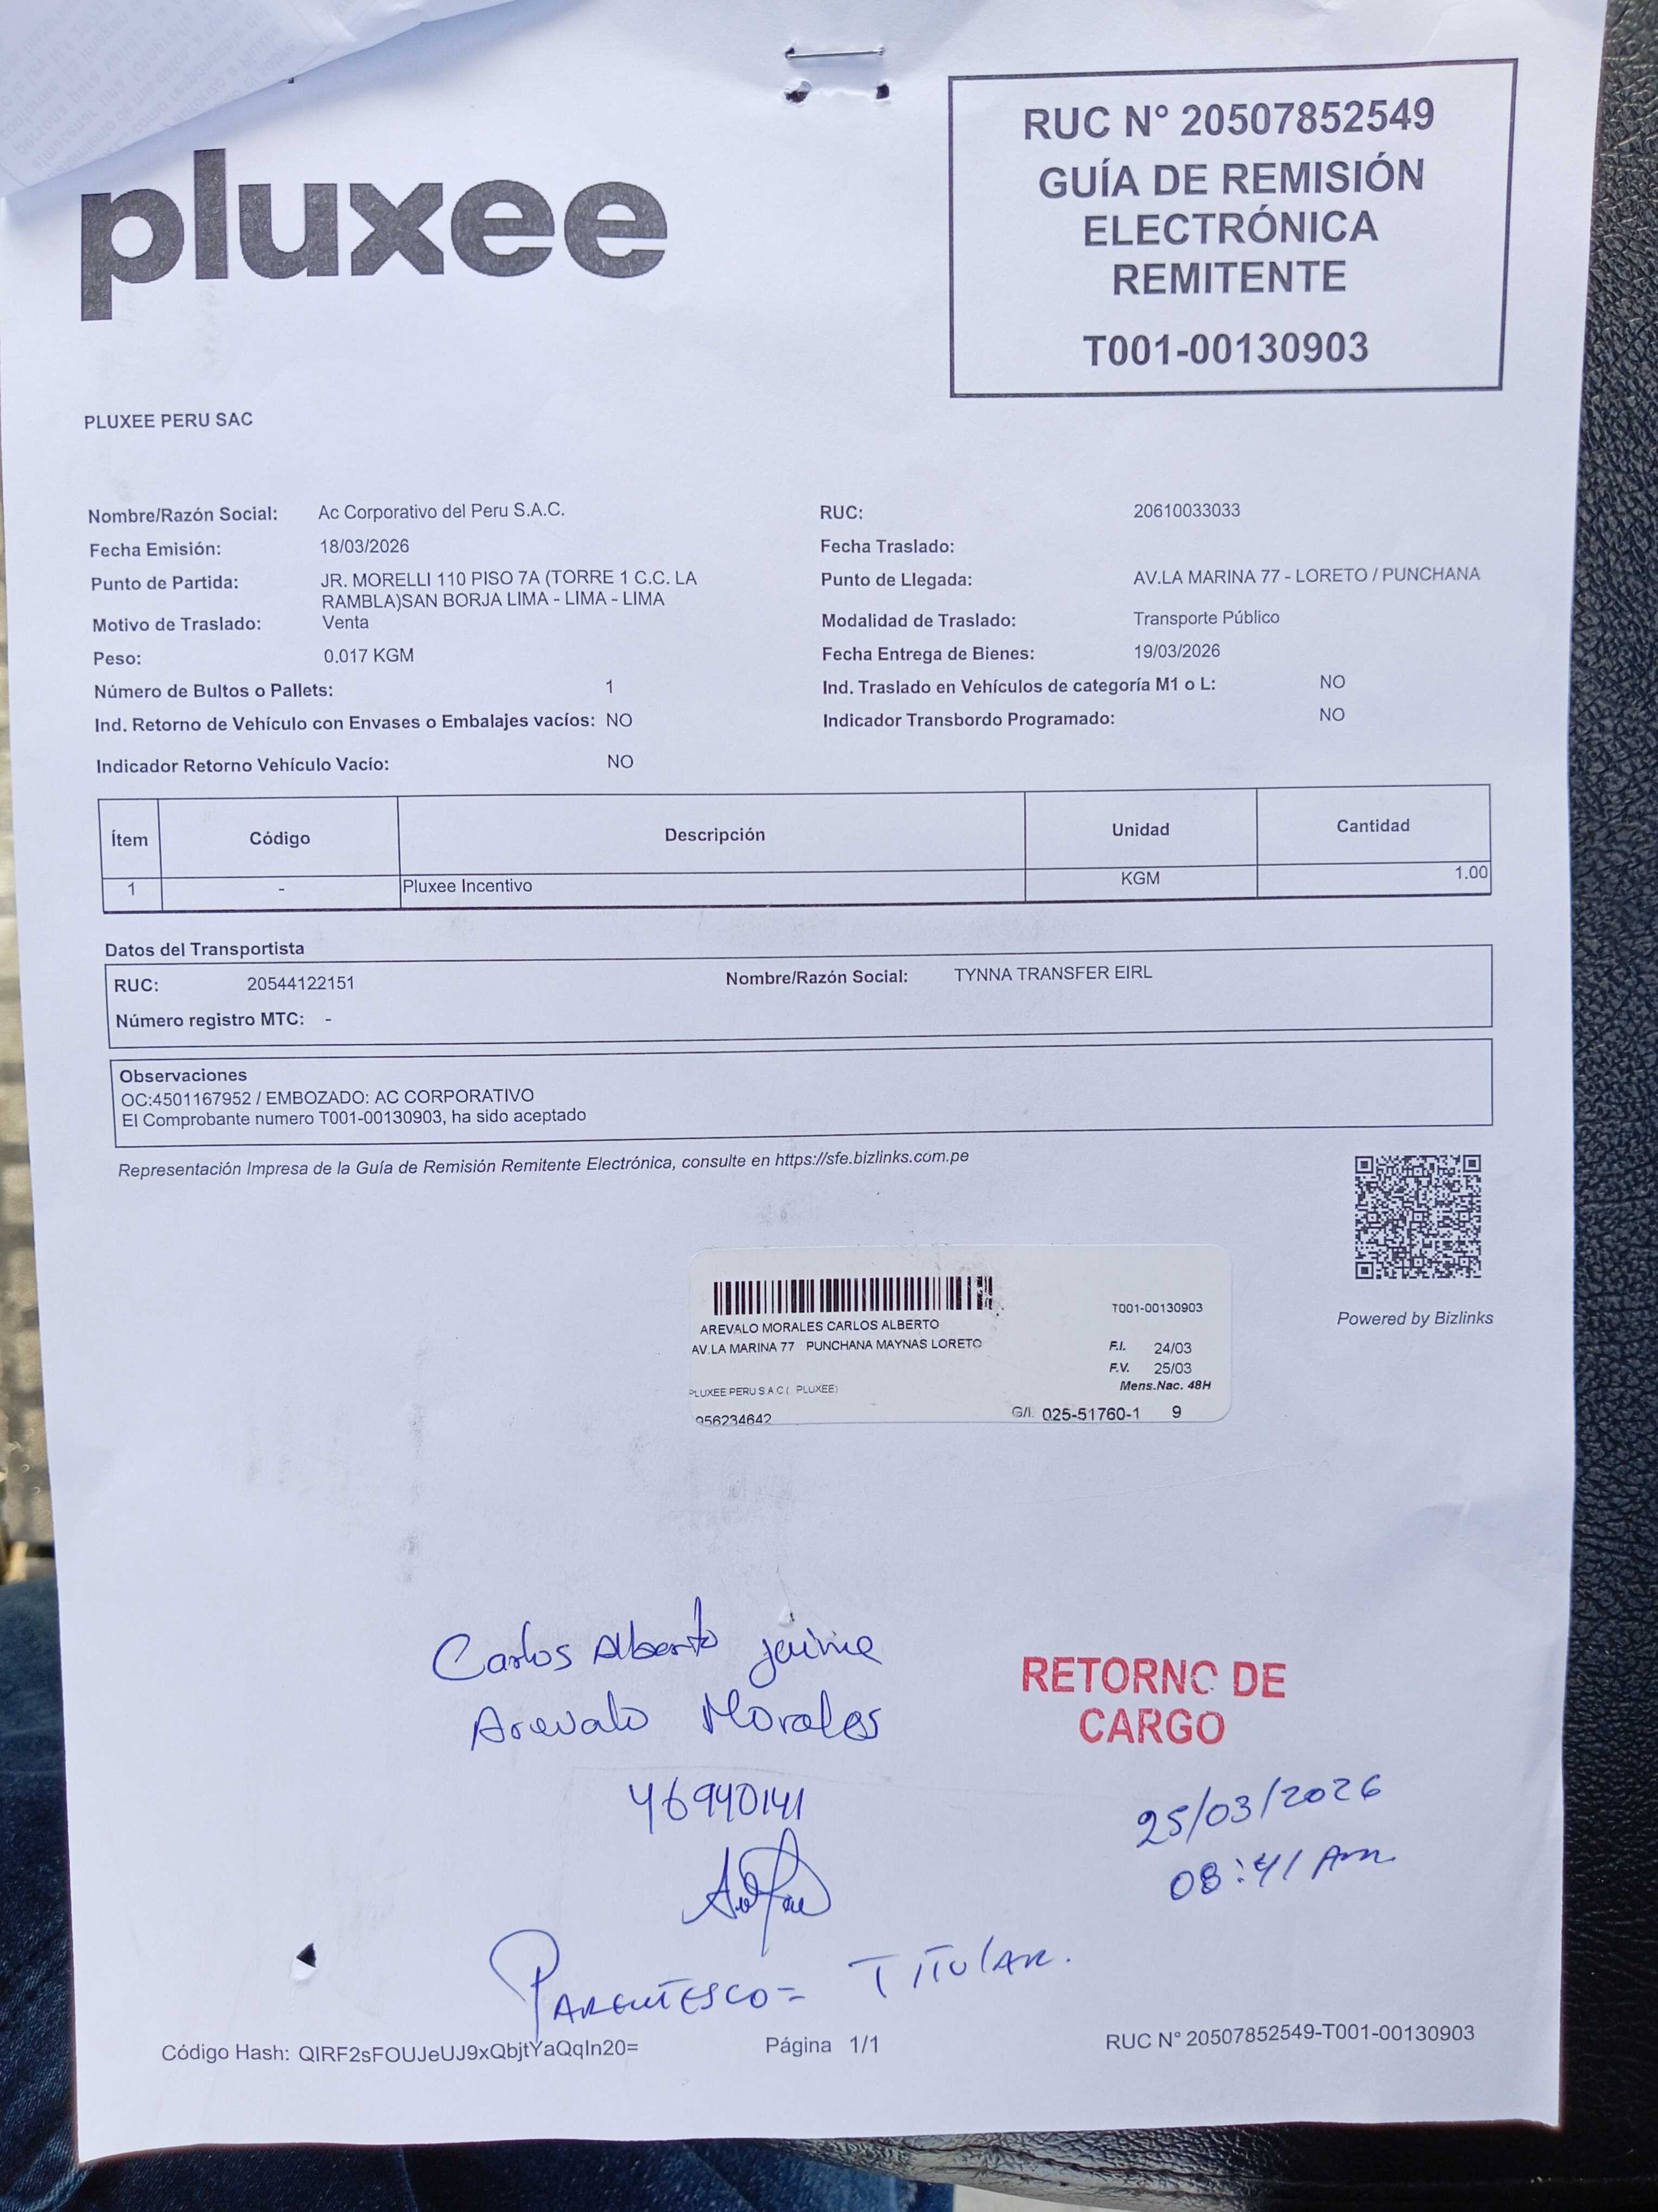 pluxee
RUC N° 20507852549
GUÍA DE REMISIÓN
ELECTRÓNICA
REMITENTE
T001-00130903
PLUXEE PERU SAC
Nombre/Razón Social: Ac Corporativo del Peru S.A.C. RUC: 20610033033
Fecha Emisión: 18/03/2026 Fecha Traslado:
Punto de Partida: JR. MORELLI 110 PISO 7A (TORRE 1 C.C. LA RAMBLA)SAN BORJA LIMA - LIMA - LIMA Punto de Llegada: AV.LA MARINA 77 - LORETO / PUNCHANA
Motivo de Traslado: Venta Modalidad de Traslado: Transporte Público
Peso: 0.017 KGM Fecha Entrega de Bienes: 19/03/2026
Número de Bultos o Pallets: 1 Ind. Traslado en Vehículos de categoría M1 o L: NO
Ind. Retorno de Vehículo con Envases o Embalajes vacíos: NO Indicador Transbordo Programado: NO
Indicador Retorno Vehículo Vacío: NO
Ítem Código Descripción Unidad Cantidad
1 - Pluxee Incentivo KGM 1.00
Datos del Transportista
RUC: 20544122151 Nombre/Razón Social: TYNNA TRANSFER EIRL
Número registro MTC: -
Observaciones
OC:4501167952 / EMBOZADO: AC CORPORATIVO
El Comprobante numero T001-00130903, ha sido aceptado
Representación Impresa de la Guía de Remisión Remitente Electrónica, consulte en https://sfe.bizlinks.com.pe
Powered by Bizlinks
T001-00130903
AREVALO MORALES CARLOS ALBERTO
AV.LA MARINA 77 PUNCHANA MAYNAS LORETO
F.I. 24/03
F.V. 25/03
PLUXEE PERU S.A.C (. PLUXEE) Mens.Nac. 48H
956234642 G/I. 025-51760-1 9
Carlos Alberto jaime
Arevalo Morales
46940141
RETORNO DE
CARGO
25/03/2026
08:41 Am
PARENTESCO = TITULAR.
Código Hash: QIRF2sFOUJeUJ9xQbjtYaQqIn20= Página 1/1 RUC N° 20507852549-T001-00130903